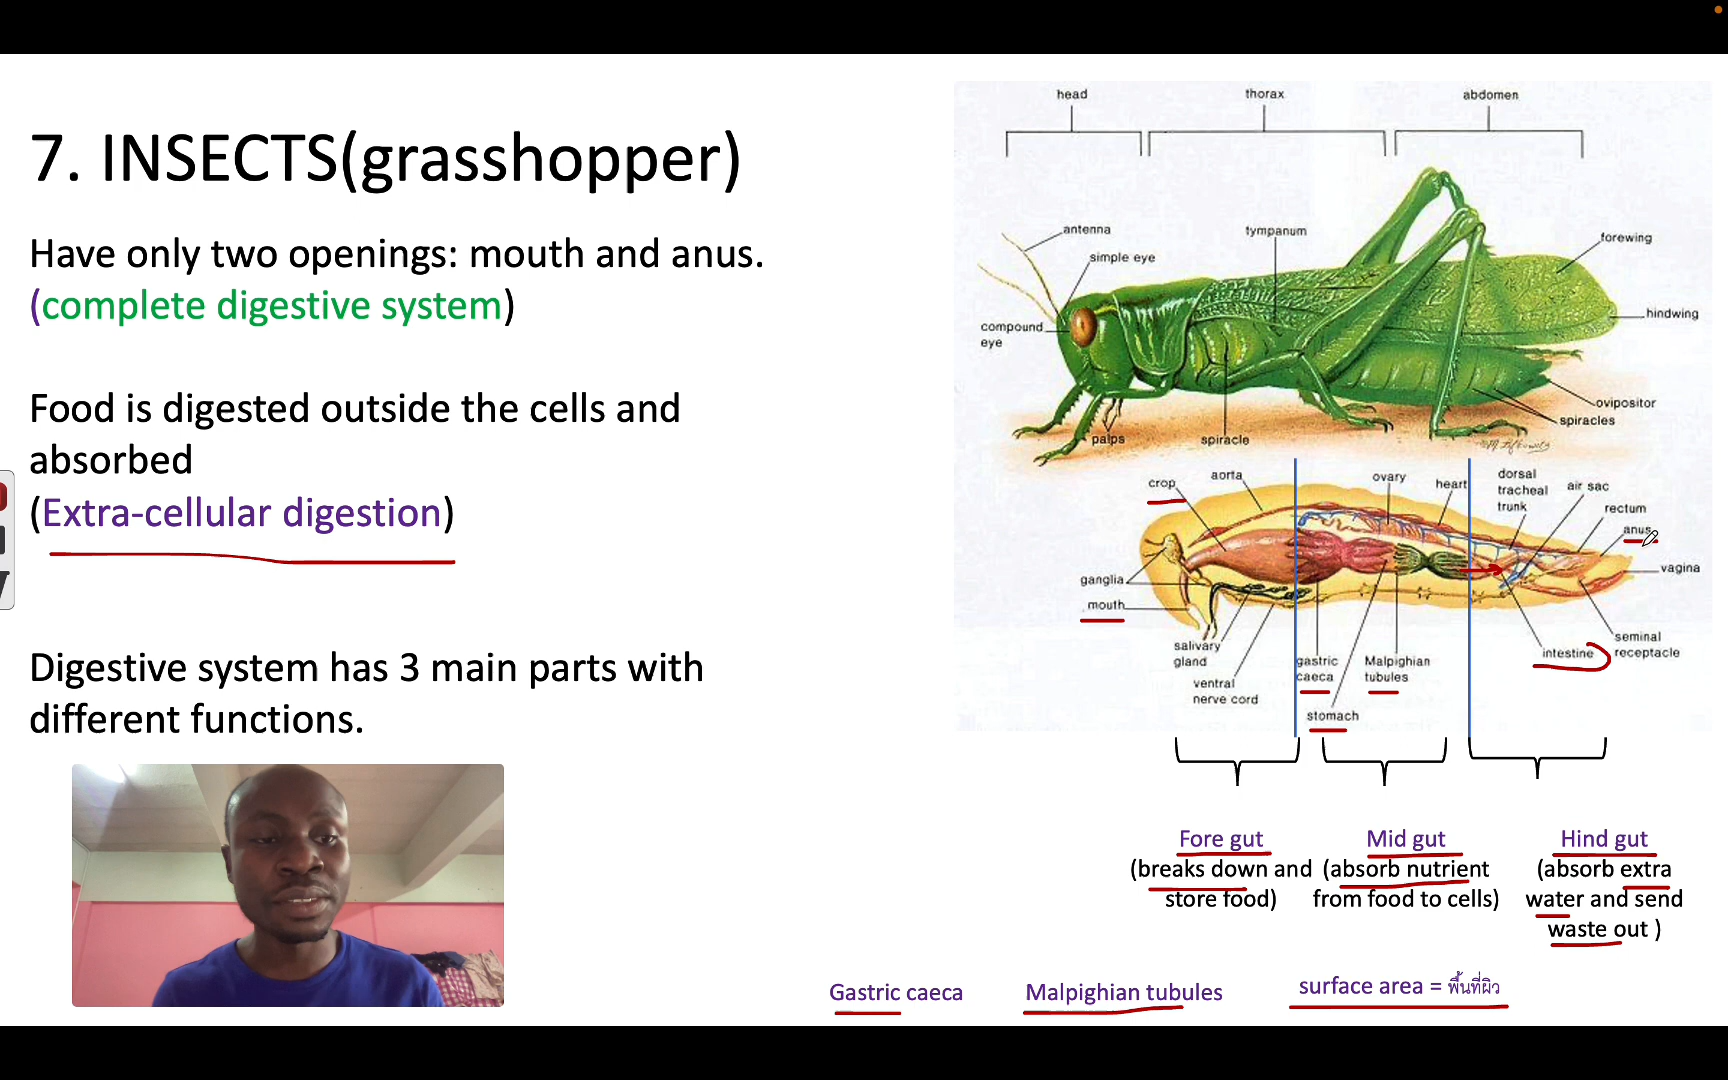 7. INSECTS(grasshopper)
Have only two openings: mouth and anus.
(complete digestive system)
Food is digested outside the cells and
absorbed
(Extra-cellular digestion)
Digestive system has 3 main parts with
different functions.
head
thorax
abdomen
antenna
simple eye
tympanum
forewing
compound
eye
hindwing
ovipositor
spiracles
palps
spiracle
crop
aorta
ovary
heart
dorsal
tracheal
trunk
air sac
rectum
anus
ganglia
vagina
mouth
salivary
gland
ventral
nerve cord
gastric
caeca
Malpighian
tubules
stomach
intestine
seminal
receptacle
Fore gut
(breaks down and
store food)
Mid gut
(absorb nutrient
from food to cells)
Hind gut
(absorb extra
water and send
waste out )
Gastric caeca
Malpighian tubules
surface area = พื้นที่ผิว